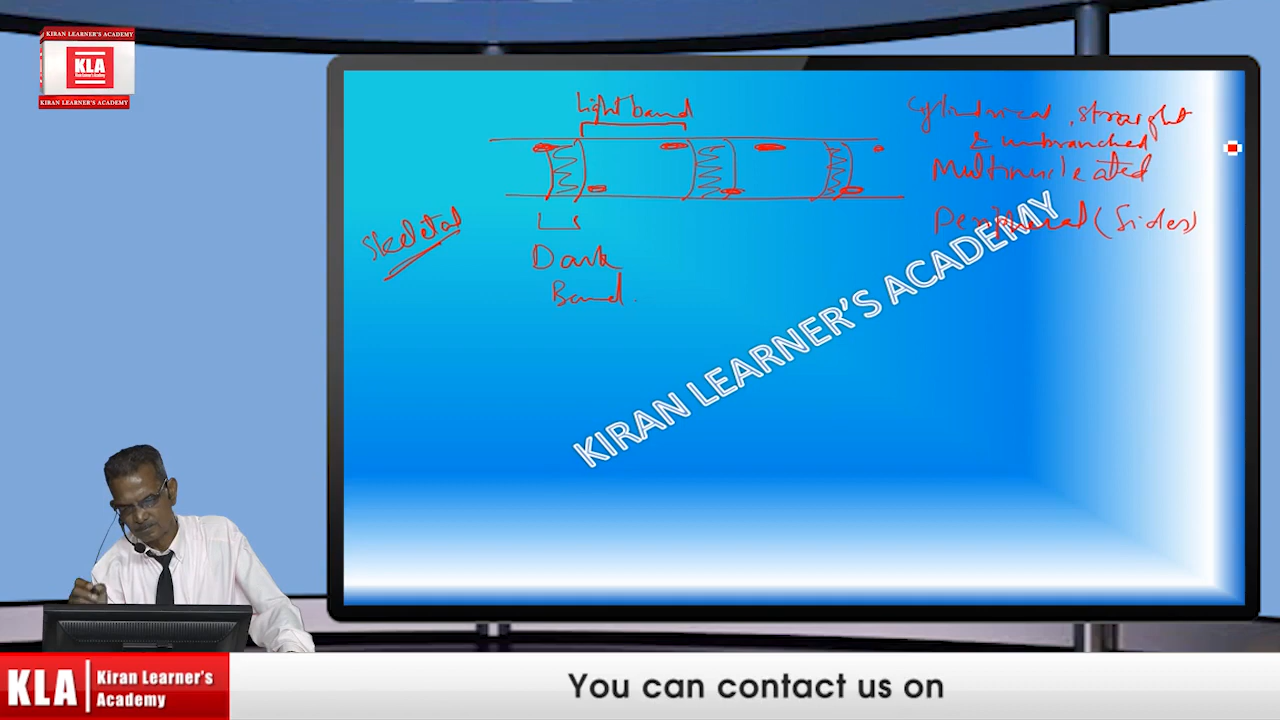 KIRAN LEARNER'S ACADEMY
KLA
KIRAN LEARNER'S ACADEMY
Light band
Cylindrical, straight
& unbranched
Multinucleated
Peripheral (Sides)
Skeletal
Dark
Band.
KIRAN LEARNER'S ACADEMY
KLA
Kiran Learner's
Academy
You can contact us on